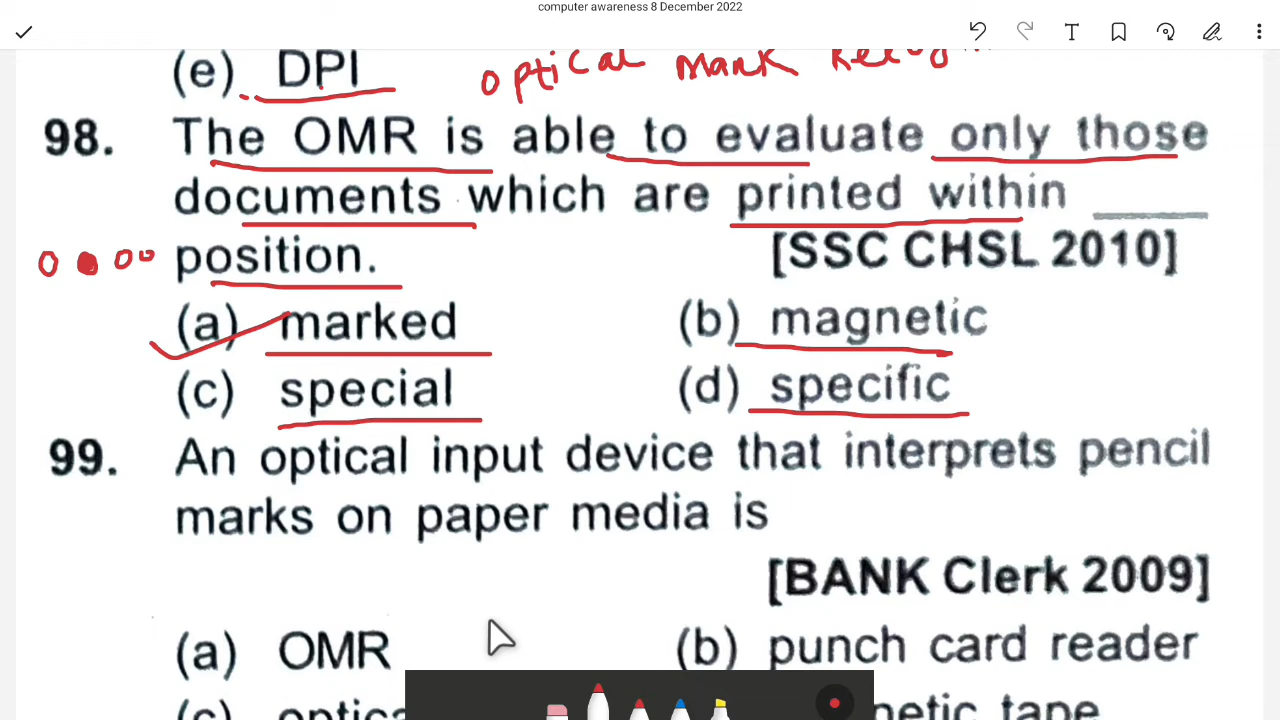 computer awareness 8 December 2022
(e) DPI optical mark
98. The OMR is able to evaluate only those
documents which are printed within ______
position. [SSC CHSL 2010]
(a) marked (b) magnetic
(c) special (d) specific
99. An optical input device that interprets pencil
marks on paper media is
[BANK Clerk 2009]
(a) OMR (b) punch card reader